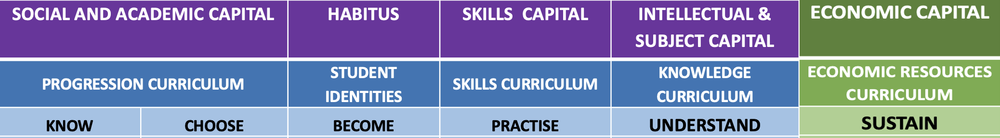 SOCIAL AND ACADEMIC CAPITAL
HABITUS
SKILLS CAPITAL
INTELLECTUAL &
SUBJECT CAPITAL
ECONOMIC CAPITAL
PROGRESSION CURRICULUM
STUDENT
IDENTITIES
SKILLS CURRICULUM
KNOWLEDGE
CURRICULUM
ECONOMIC RESOURCES
CURRICULUM
KNOW
CHOOSE
BECOME
PRACTISE
UNDERSTAND
SUSTAIN